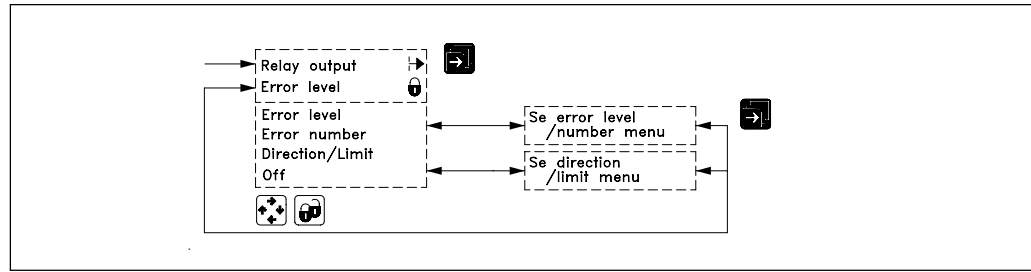 Relay output
Error level
Error level
Error number
Direction/Limit
Off
Se error level
/number menu
Se direction
/limit menu